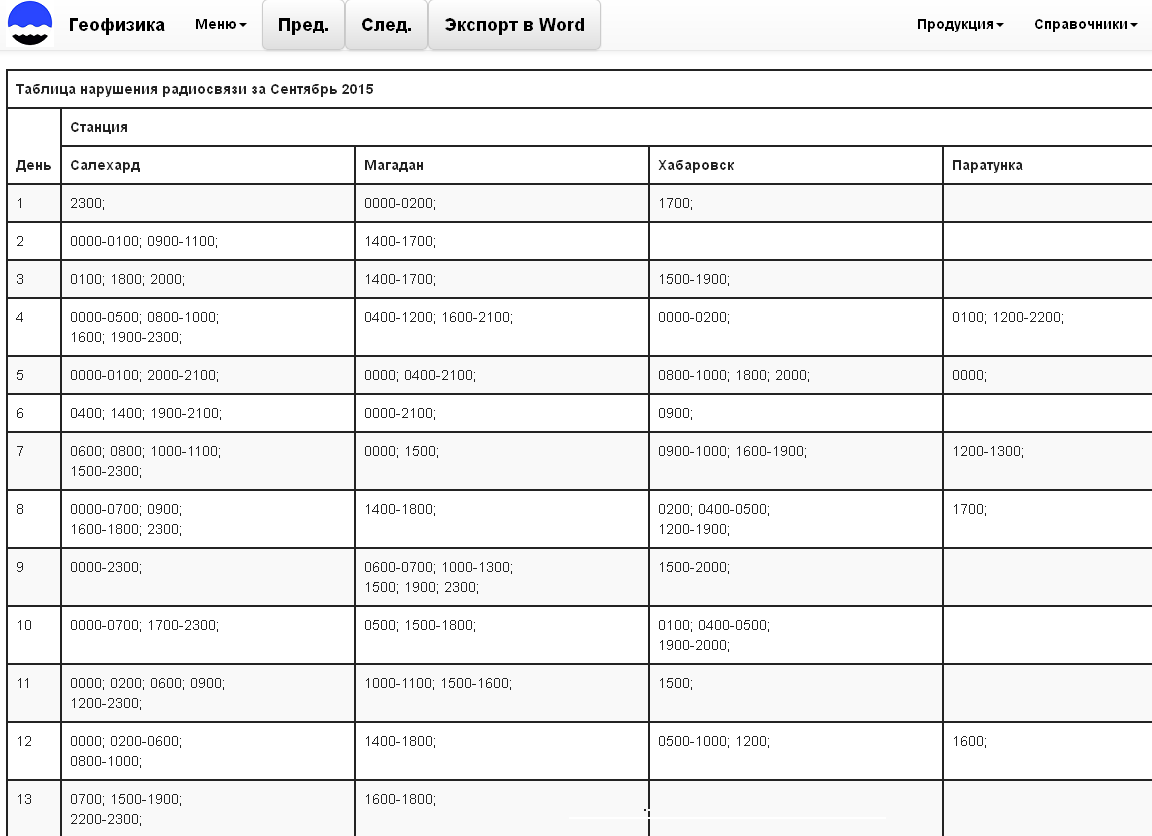 Геофизика Меню Пред. След. Экспорт в Word Продукция Справочники
Таблица нарушения радиосвязи за Сентябрь 2015
Станция
День Салехард Магадан Хабаровск Паратунка
1 2300; 0000-0200; 1700;
2 0000-0100; 0900-1100; 1400-1700;
3 0100; 1800; 2000; 1400-1700; 1500-1900;
4 0000-0500; 0800-1000; 0400-1200; 1600-2100; 0000-0200; 0100; 1200-2200;
1600; 1900-2300;
5 0000-0100; 2000-2100; 0000; 0400-2100; 0800-1000; 1800; 2000; 0000;
6 0400; 1400; 1900-2100; 0000-2100; 0900;
7 0600; 0800; 1000-1100; 0000; 1500; 0900-1000; 1600-1900; 1200-1300;
1500-2300;
8 0000-0700; 0900; 1400-1800; 0200; 0400-0500; 1700;
1600-1800; 2300; 1200-1900;
9 0000-2300; 0600-0700; 1000-1300; 1500-2000;
1500; 1900; 2300;
10 0000-0700; 1700-2300; 0500; 1500-1800; 0100; 0400-0500;
1900-2000;
11 0000; 0200; 0600; 0900; 1000-1100; 1500-1600; 1500;
1200-2300;
12 0000; 0200-0600; 1400-1800; 0500-1000; 1200; 1600;
0800-1000;
13 0700; 1500-1900; 1600-1800;
2200-2300;